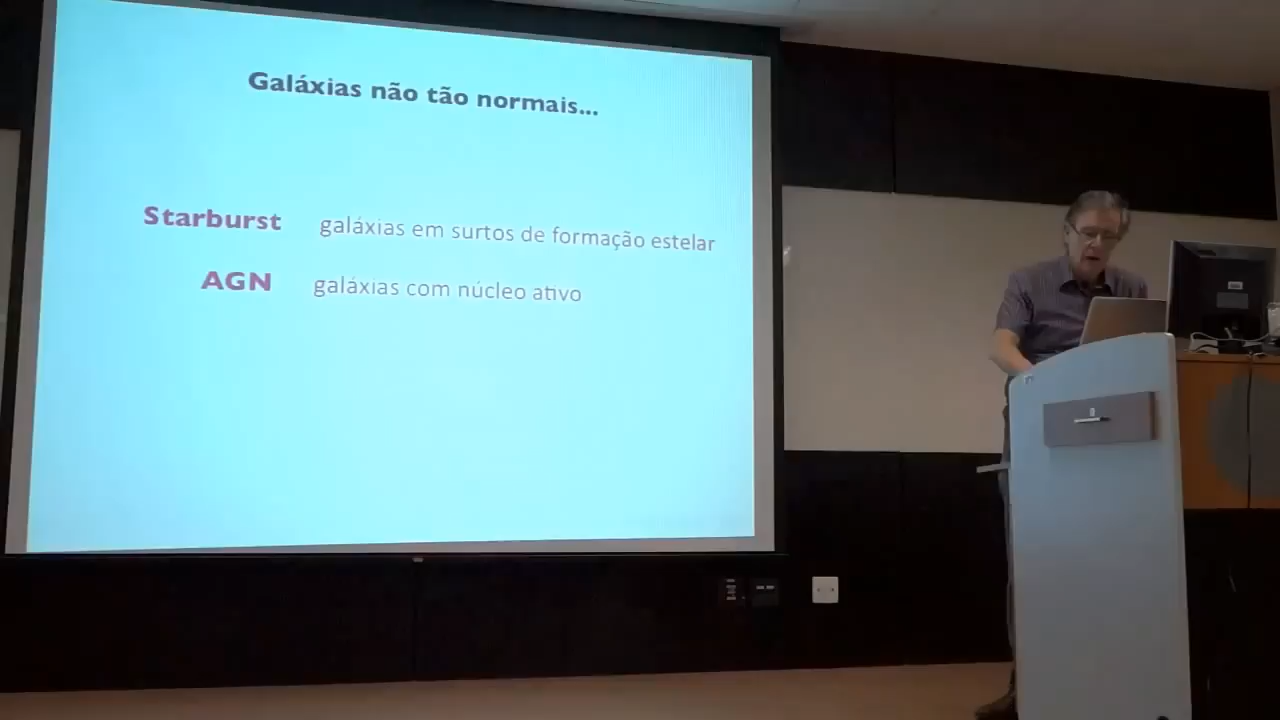 Galáxias não tão normais...
Starburst galáxias em surtos de formação estelar
AGN galáxias com núcleo ativo